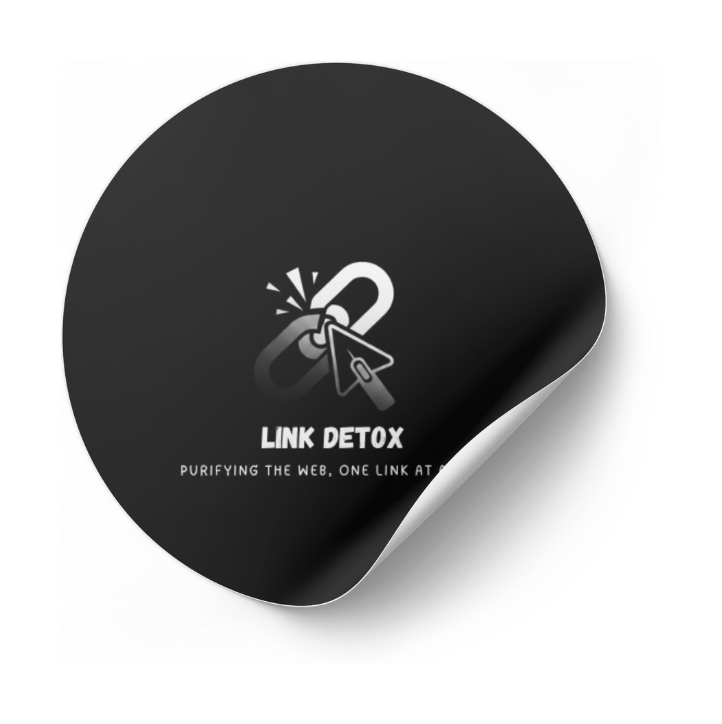 LINK DETOX
PURIFYING THE WEB, ONE LINK AT